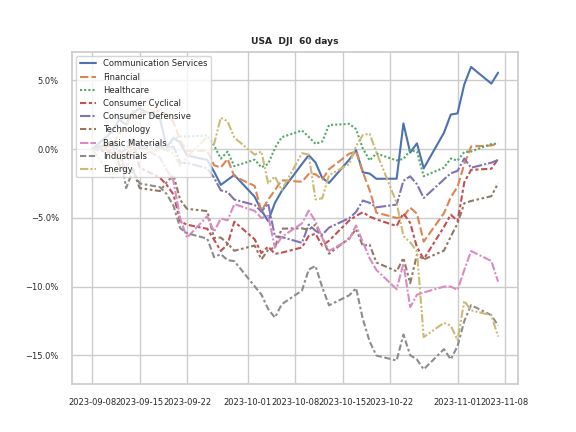 USA DJI 60 days
Communication Services
Financial
Healthcare
Consumer Cyclical
Consumer Defensive
Technology
Basic Materials
Industrials
Energy
5.0%
0.0%
−5.0%
−10.0%
−15.0%
2023-09-08 2023-09-15 2023-09-22 2023-10-01 2023-10-08 2023-10-15 2023-10-22 2023-11-01 2023-11-08